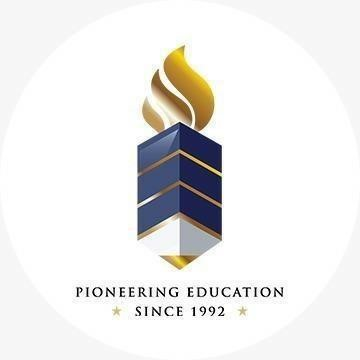 PIONEERING EDUCATION
★ SINCE 1992 ★